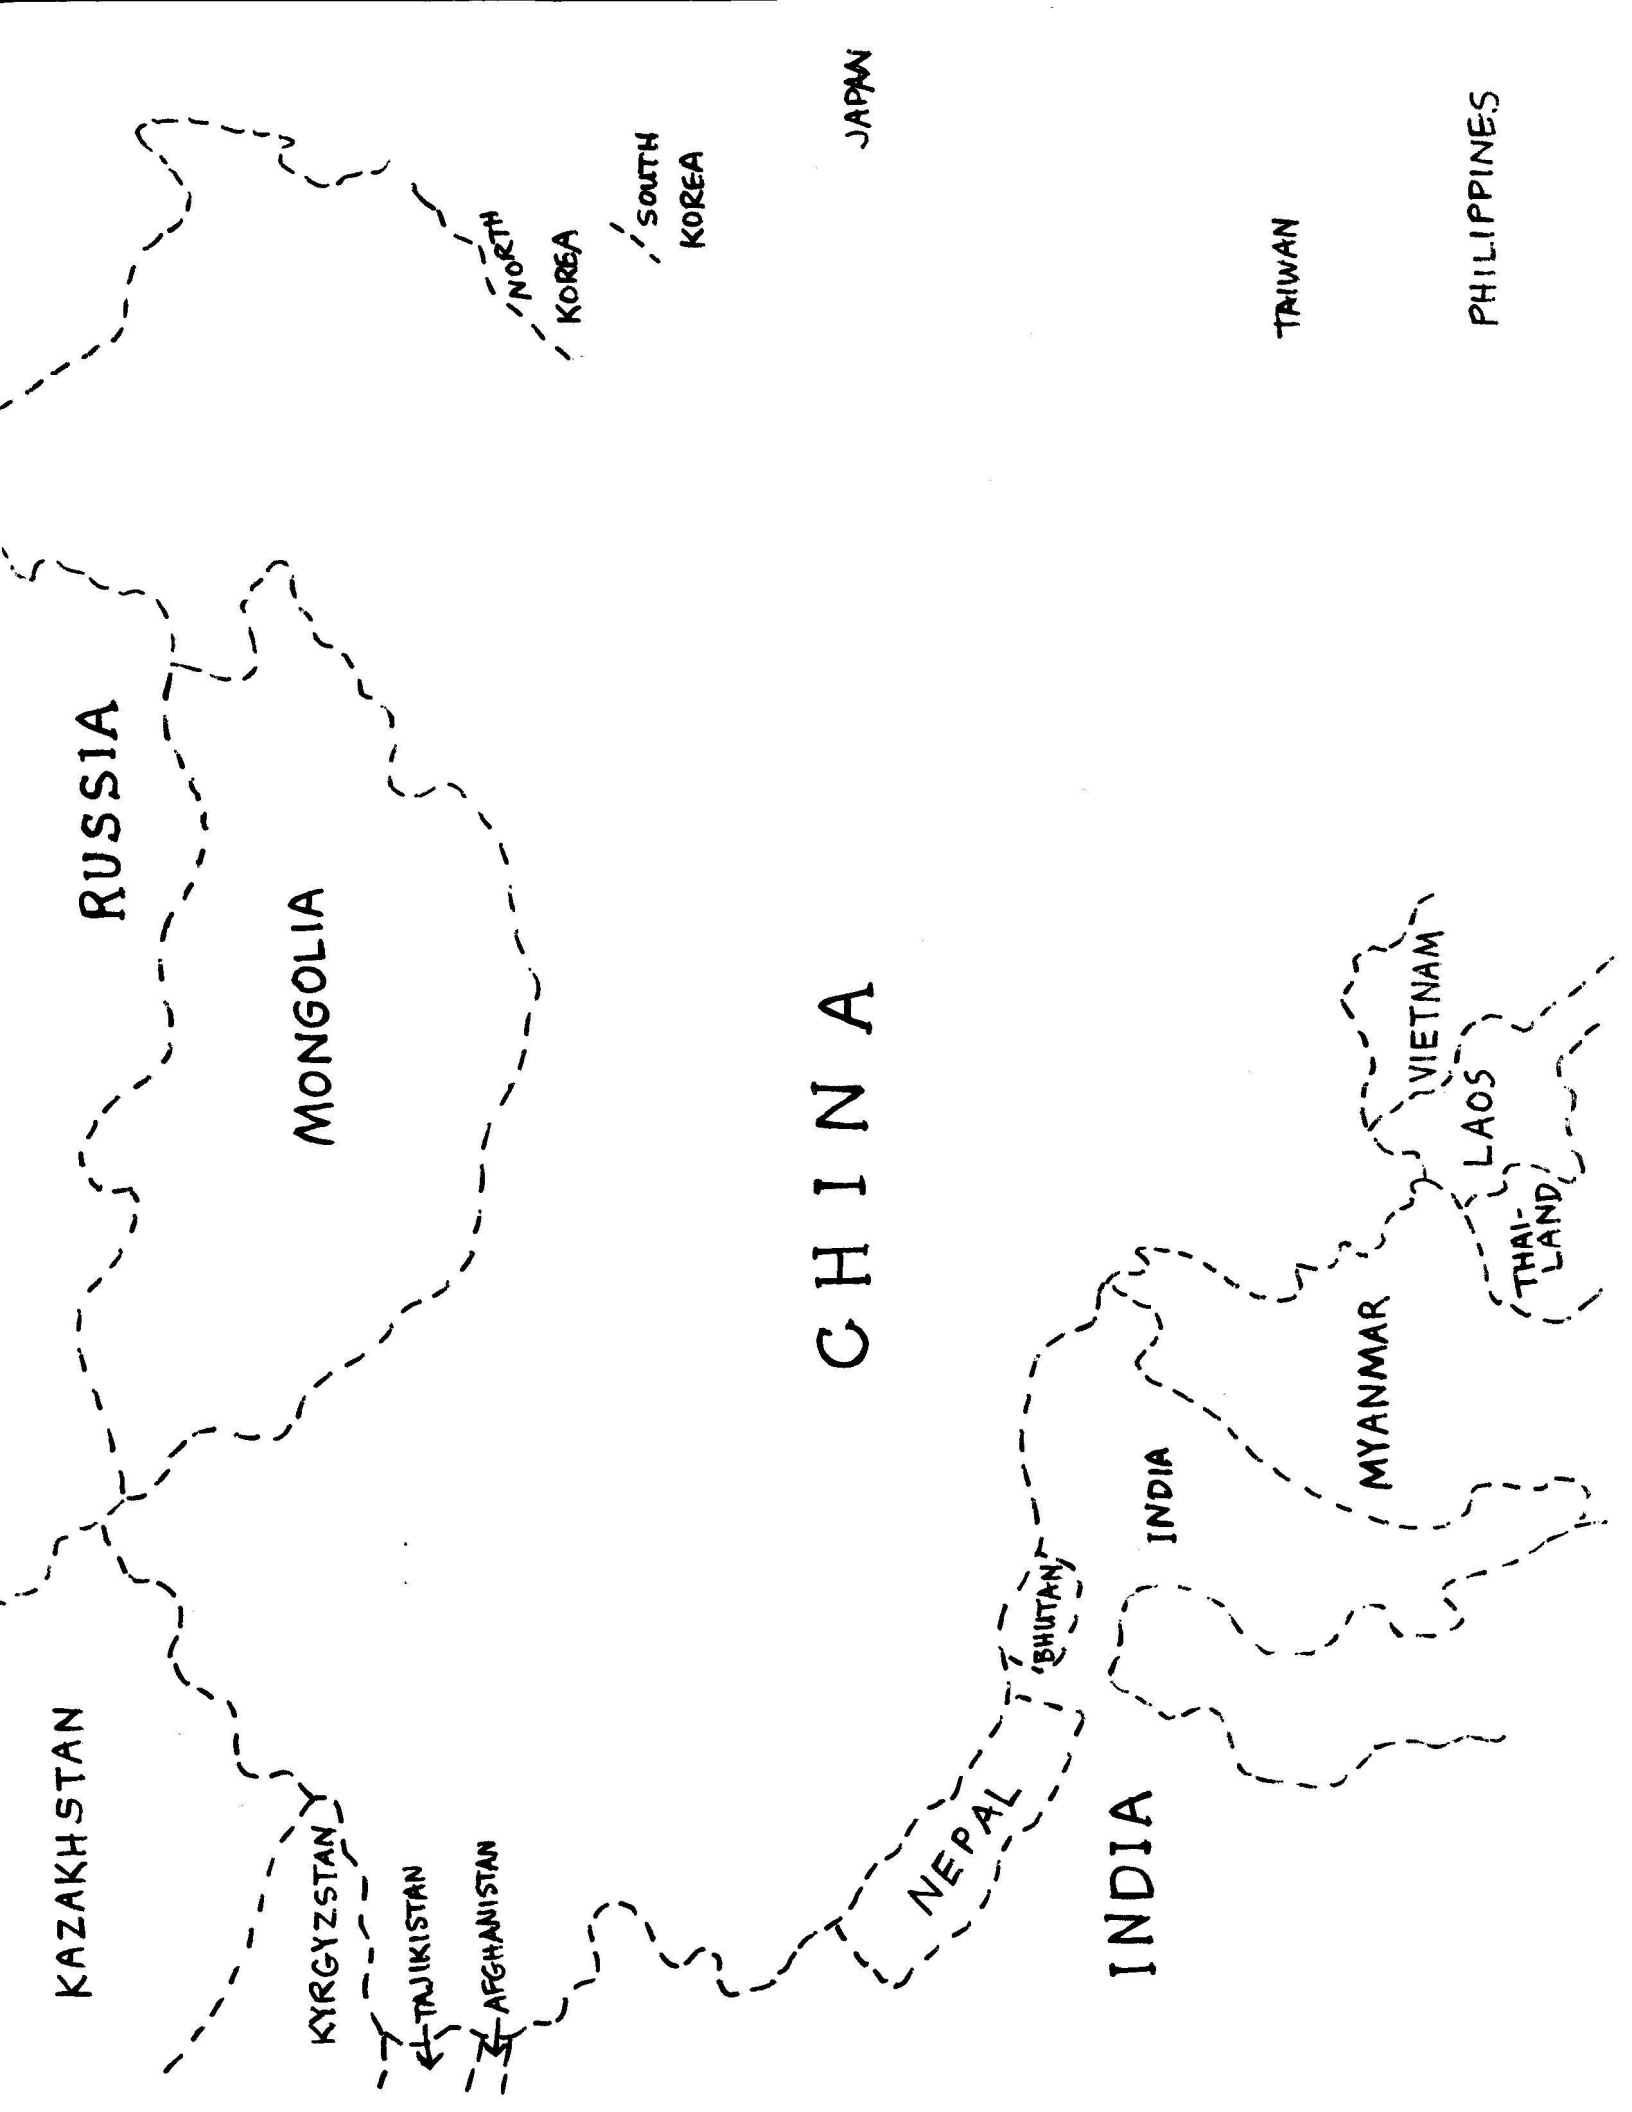 RUSSIA
KAZAKHSTAN
MONGOLIA
KYRGYZSTAN
TAJIKISTAN
AFGHANISTAN
NORTH
KOREA
SOUTH
KOREA
JAPAN
CHINA
NEPAL
BHUTAN
INDIA
INDIA
TAIWAN
MYANMAR
VIETNAM
LAOS
THAI-
LAND
PHILIPPINES